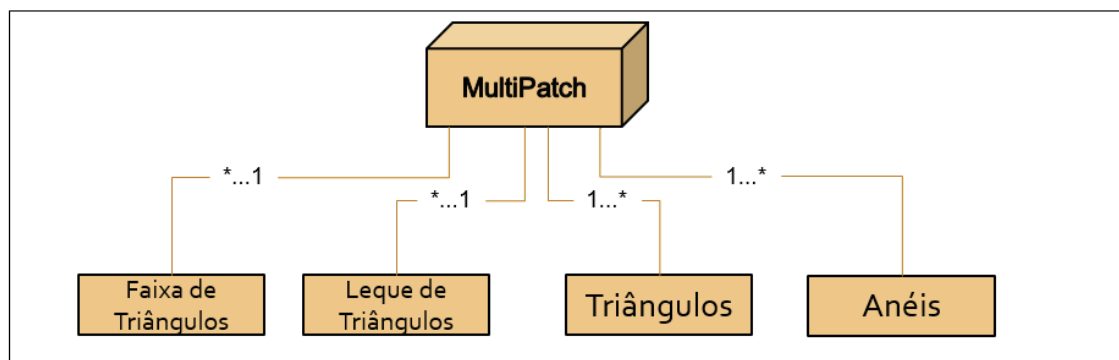 MultiPatch
*...1
1...*
*...1
1...*
Faixa de
Triângulos
Leque de
Triângulos
Triângulos
Anéis